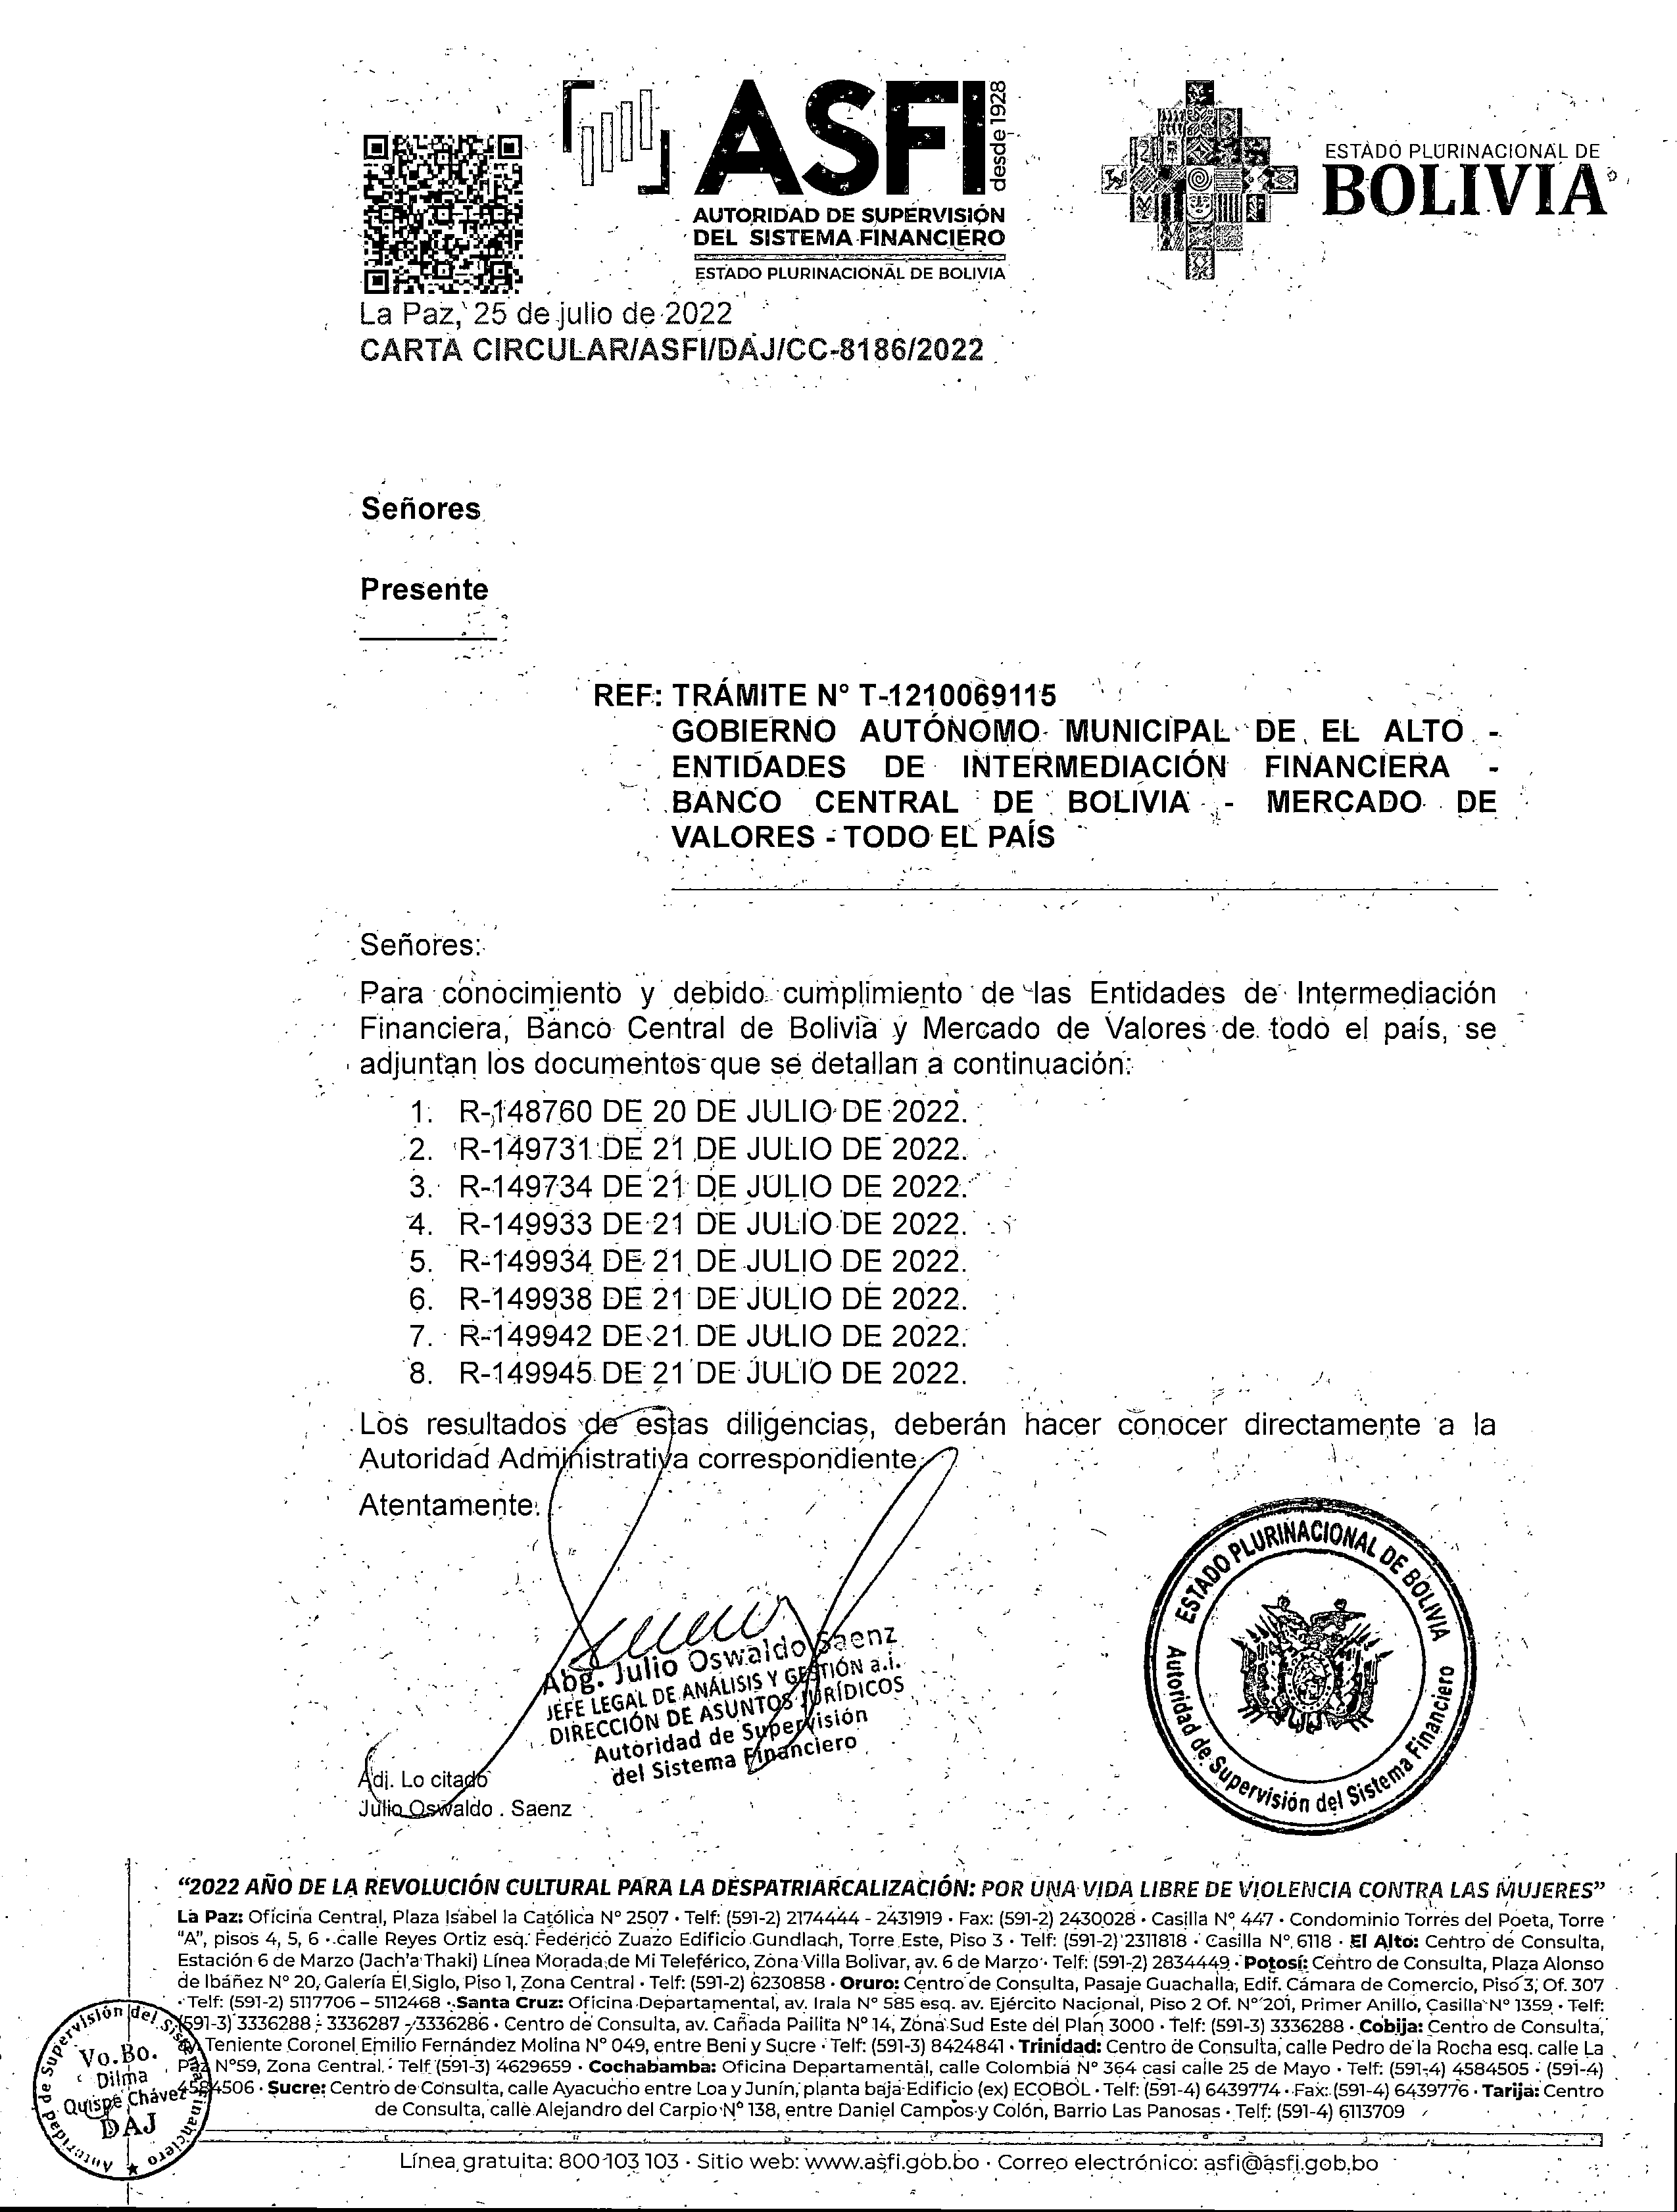 ASFI
desde 1928
AUTORIDAD DE SUPERVISIÓN
DEL SISTEMA FINANCIERO
ESTADO PLURINACIONAL DE BOLIVIA
ESTADO PLURINACIONAL DE
BOLIVIA
La Paz, 25 de julio de 2022
CARTA CIRCULAR/ASFI/DAJ/CC-8186/2022
Señores
Presente
REF: TRÁMITE N° T-1210069115
GOBIERNO AUTÓNOMO MUNICIPAL DE EL ALTO -
ENTIDADES DE INTERMEDIACIÓN FINANCIERA -
BANCO CENTRAL DE BOLIVIA - MERCADO DE
VALORES - TODO EL PAÍS
Señores:
Para conocimiento y debido cumplimiento de las Entidades de Intermediación
Financiera, Banco Central de Bolivia y Mercado de Valores de todo el país, se
adjuntan los documentos que se detallan a continuación:
1. R-148760 DE 20 DE JULIO DE 2022.
2. R-149731 DE 21 DE JULIO DE 2022.
3. R-149734 DE 21 DE JULIO DE 2022.
4. R-149933 DE 21 DE JULIO DE 2022.
5. R-149934 DE 21 DE JULIO DE 2022.
6. R-149938 DE 21 DE JULIO DE 2022.
7. R-149942 DE 21 DE JULIO DE 2022.
8. R-149945 DE 21 DE JULIO DE 2022.
Los resultados de estas diligencias, deberán hacer conocer directamente a la
Autoridad Administrativa correspondiente.
Atentamente.
Abg. Julio Oswaldo Saenz
JEFE LEGAL DE ANÁLISIS Y GESTIÓN a.i.
DIRECCIÓN DE ASUNTOS JURÍDICOS
Autoridad de Supervisión
del Sistema Financiero
ESTADO PLURINACIONAL DE BOLIVIA
Autoridad de Supervisión del Sistema Financiero
Adj. Lo citado
Julio Oswaldo . Saenz
“2022 AÑO DE LA REVOLUCIÓN CULTURAL PARA LA DESPATRIARCALIZACIÓN: POR UNA VIDA LIBRE DE VIOLENCIA CONTRA LAS MUJERES”
La Paz: Oficina Central, Plaza Isabel la Católica N° 2507 · Telf: (591-2) 2174444 - 2431919 · Fax: (591-2) 2430028 · Casilla N° 447 · Condominio Torres del Poeta, Torre
“A”, pisos 4, 5, 6 · calle Reyes Ortiz esq. Federico Zuazo Edificio Gundlach, Torre Este, Piso 3 · Telf: (591-2) 2311818 · Casilla N° 6118 · El Alto: Centro de Consulta,
Estación 6 de Marzo (Jach'a Thaki) Línea Morada de Mi Teleférico, Zona Villa Bolivar, av. 6 de Marzo · Telf: (591-2) 2834449 · Potosí: Centro de Consulta, Plaza Alonso
de Ibáñez N° 20, Galería El Siglo, Piso 1, Zona Central · Telf: (591-2) 6230858 · Oruro: Centro de Consulta, Pasaje Guachalla, Edif. Cámara de Comercio, Piso 3, Of. 307
· Telf: (591-2) 5117706 – 5112468 · Santa Cruz: Oficina Departamental, av. Irala N° 585 esq. av. Ejército Nacional, Piso 2 Of. N° 201, Primer Anillo, Casilla N° 1359 · Telf:
(591-3) 3336288 - 3336287 - 3336286 · Centro de Consulta, av. Cañada Pailita N° 14, Zona Sud Este del Plan 3000 · Telf: (591-3) 3336288 · Cobija: Centro de Consulta,
Teniente Coronel Emilio Fernández Molina N° 049, entre Beni y Sucre · Telf: (591-3) 8424841 · Trinidad: Centro de Consulta, calle Pedro de la Rocha esq. calle La
Paz N°59, Zona Central · Telf (591-3) 4629659 · Cochabamba: Oficina Departamental, calle Colombia N° 364 casi calle 25 de Mayo · Telf: (591-4) 4584505 · (591-4)
4584506 · Sucre: Centro de Consulta, calle Ayacucho entre Loa y Junín, planta baja Edificio (ex) ECOBOL · Telf: (591-4) 6439774 · Fax: (591-4) 6439776 · Tarija: Centro
de Consulta, calle Alejandro del Carpio N° 138, entre Daniel Campos y Colón, Barrio Las Panosas · Telf: (591-4) 6113709
Autoridad de Supervisión del Sistema Financiero
Vo.Bo.
Dilma
Quispe Chávez
DAJ
Línea gratuita: 800 103 103 · Sitio web: www.asfi.gob.bo · Correo electrónico: asfi@asfi.gob.bo